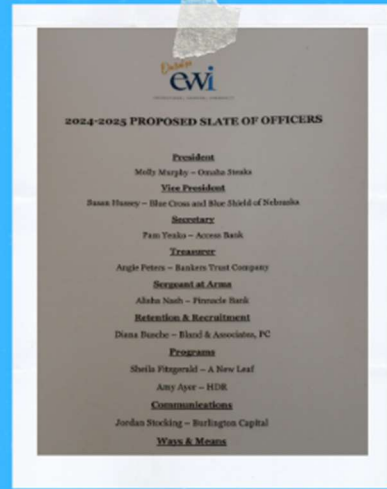 Omaha
ewi
2024-2025 PROPOSED SLATE OF OFFICERS
President
Molly Murphy – Omaha Steaks
Vice President
Susan Hussey – Blue Cross and Blue Shield of Nebraska
Secretary
Pam – Access Bank
Treasurer
Angie Peters – Bankers Trust Company
Sergeant at Arms
Alisha Nash – Pinnacle Bank
Retention & Recruitment
Diana – Bland & Associates, PC
Programs
Sheila Fitzgerald – A New Leaf
Amy Ayer – HDR
Communications
Jordan Stocking – Burlington Capital
Ways & Means